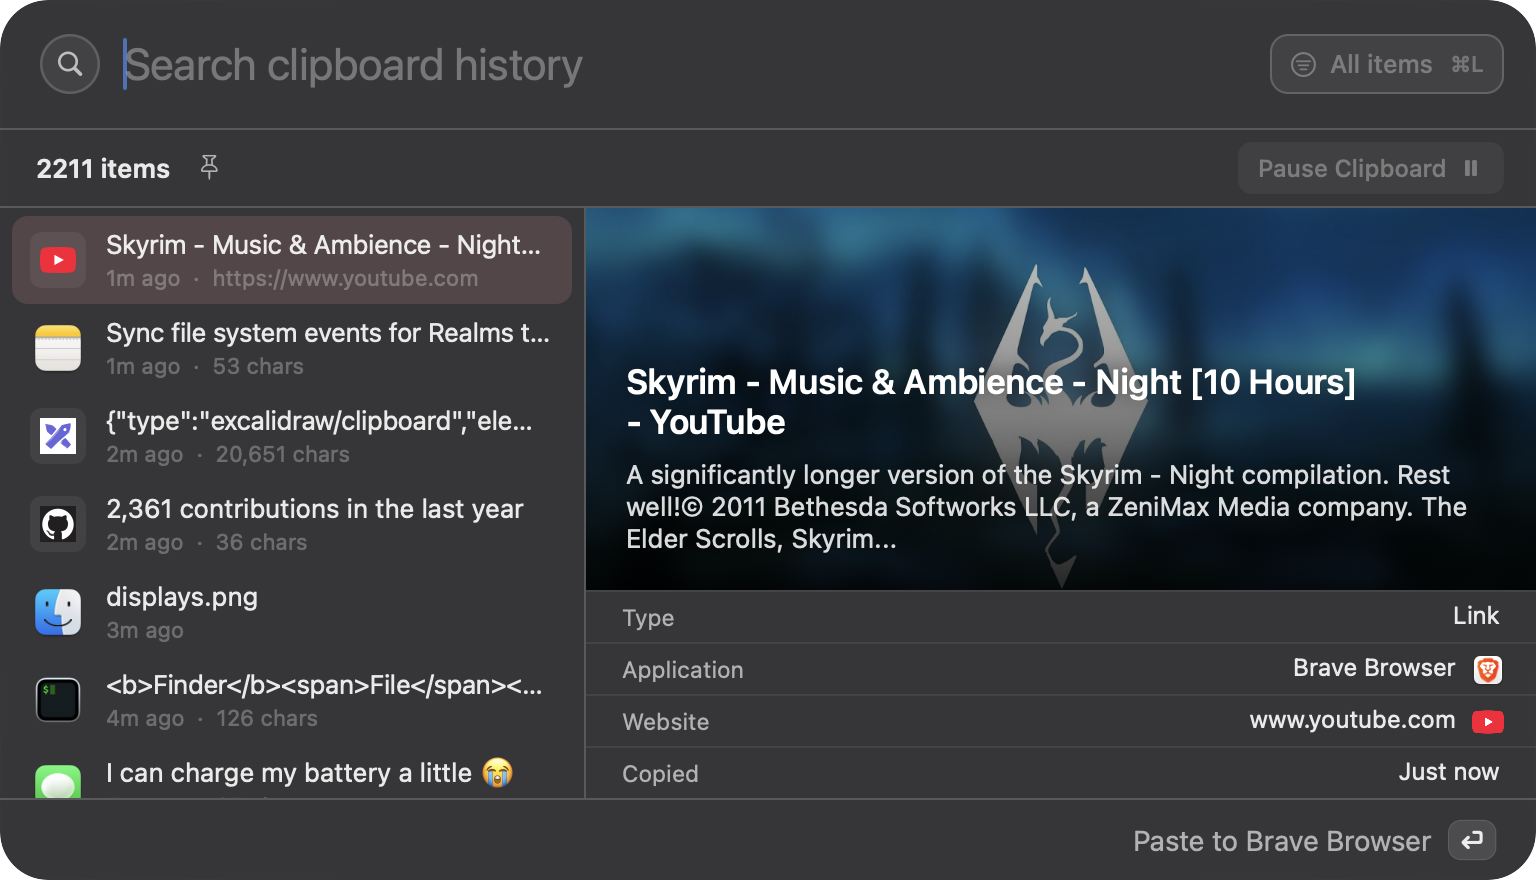 Search clipboard history
All items ⌘L
2211 items
Pause Clipboard
Skyrim - Music & Ambience - Night...
1m ago · https://www.youtube.com
Sync file system events for Realms t...
1m ago · 53 chars
{"type":"excalidraw/clipboard","ele...
2m ago · 20,651 chars
2,361 contributions in the last year
2m ago · 36 chars
displays.png
3m ago
$
<b>Finder</b><span>File</span><...
4m ago · 126 chars
I can charge my battery a little 😭
Skyrim - Music & Ambience - Night [10 Hours]
- YouTube
A significantly longer version of the Skyrim - Night compilation. Rest
well!© 2011 Bethesda Softworks LLC, a ZeniMax Media company. The
Elder Scrolls, Skyrim...
Type Link
Application Brave Browser
Website www.youtube.com
Copied Just now
Paste to Brave Browser